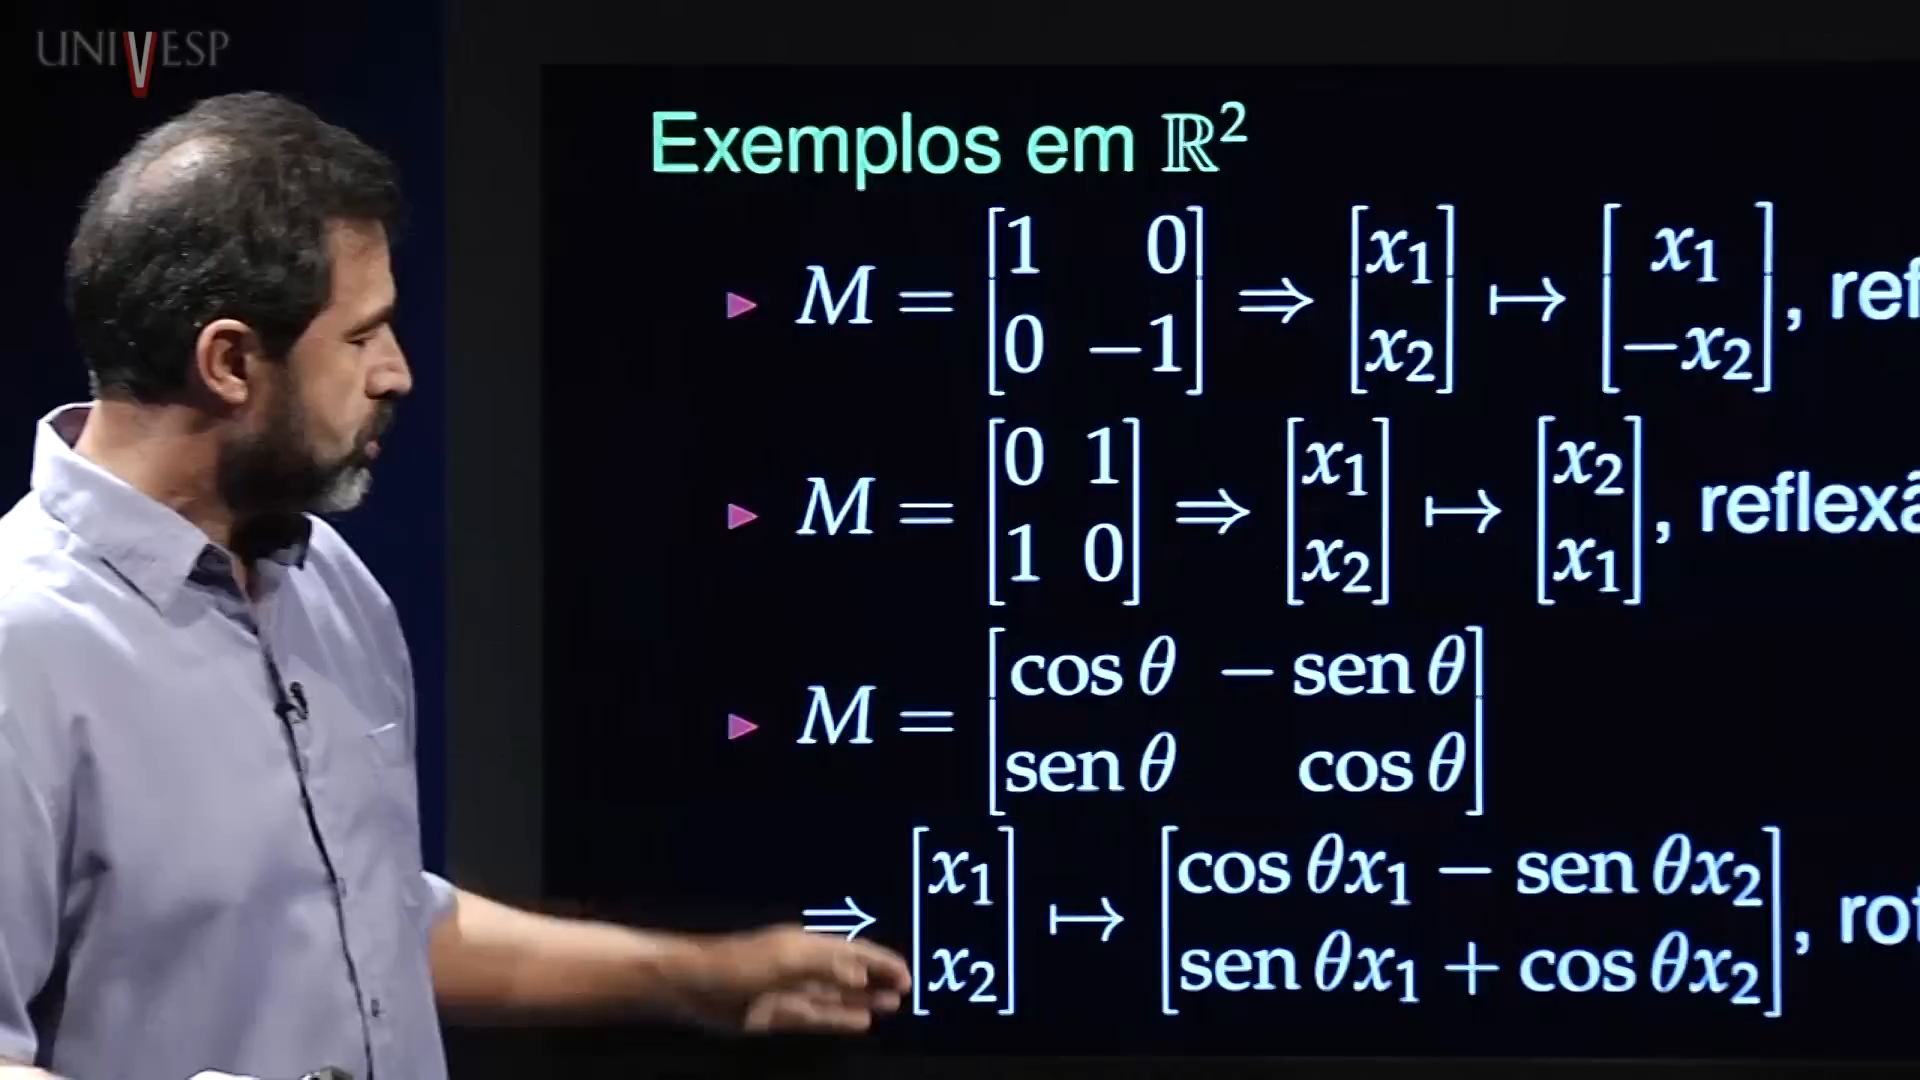 UNIVESP
Exemplos em ℝ²
▸ M = [1 0; 0 −1] ⇒ [x₁; x₂] ↦ [x₁; −x₂], ref
▸ M = [0 1; 1 0] ⇒ [x₁; x₂] ↦ [x₂; x₁], reflexã
▸ M = [cos θ − sen θ; sen θ cos θ]
⇒ [x₁; x₂] ↦ [cos θx₁ − sen θx₂; sen θx₁ + cos θx₂], rot